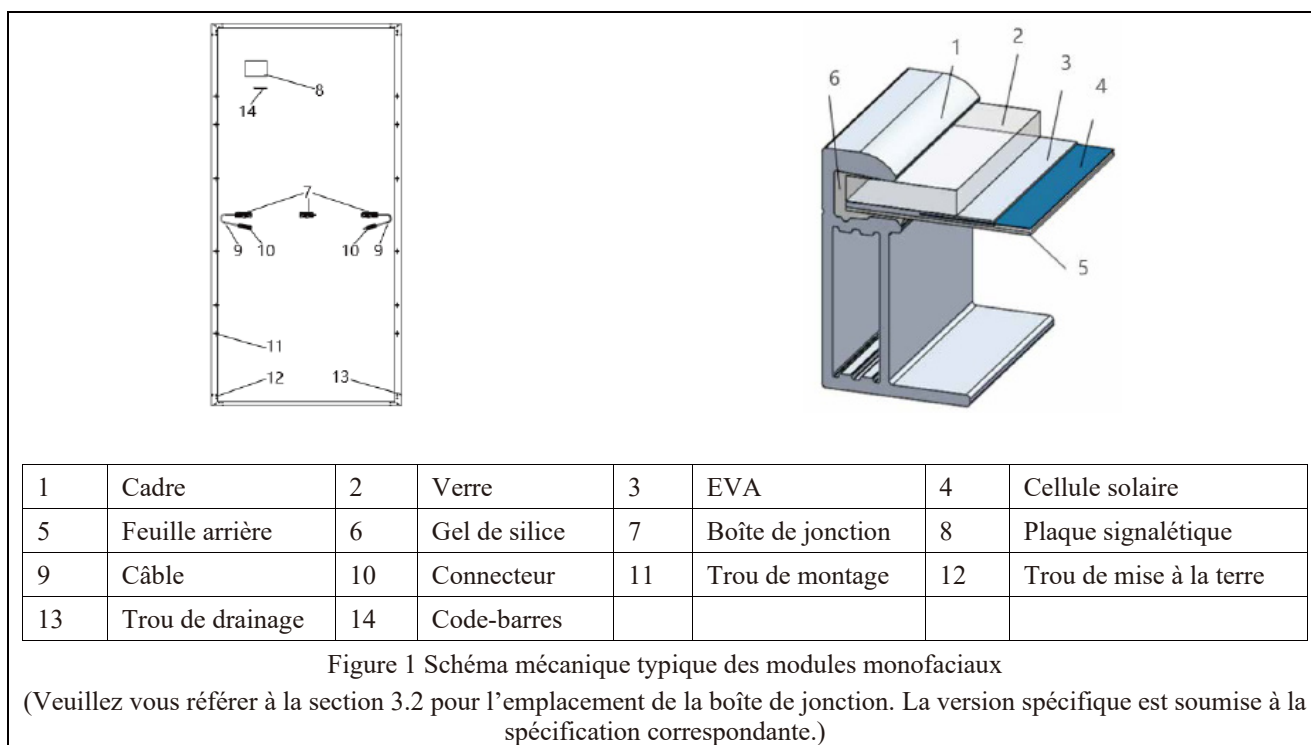 8
14
7
9 10 10 9
11
12 13
1
2
3
4
6
5
1 Cadre 2 Verre 3 EVA 4 Cellule solaire
5 Feuille arrière 6 Gel de silice 7 Boîte de jonction 8 Plaque signalétique
9 Câble 10 Connecteur 11 Trou de montage 12 Trou de mise à la terre
13 Trou de drainage 14 Code-barres
Figure 1 Schéma mécanique typique des modules monofaciaux
(Veuillez vous référer à la section 3.2 pour l’emplacement de la boîte de jonction. La version spécifique est soumise à la
spécification correspondante.)